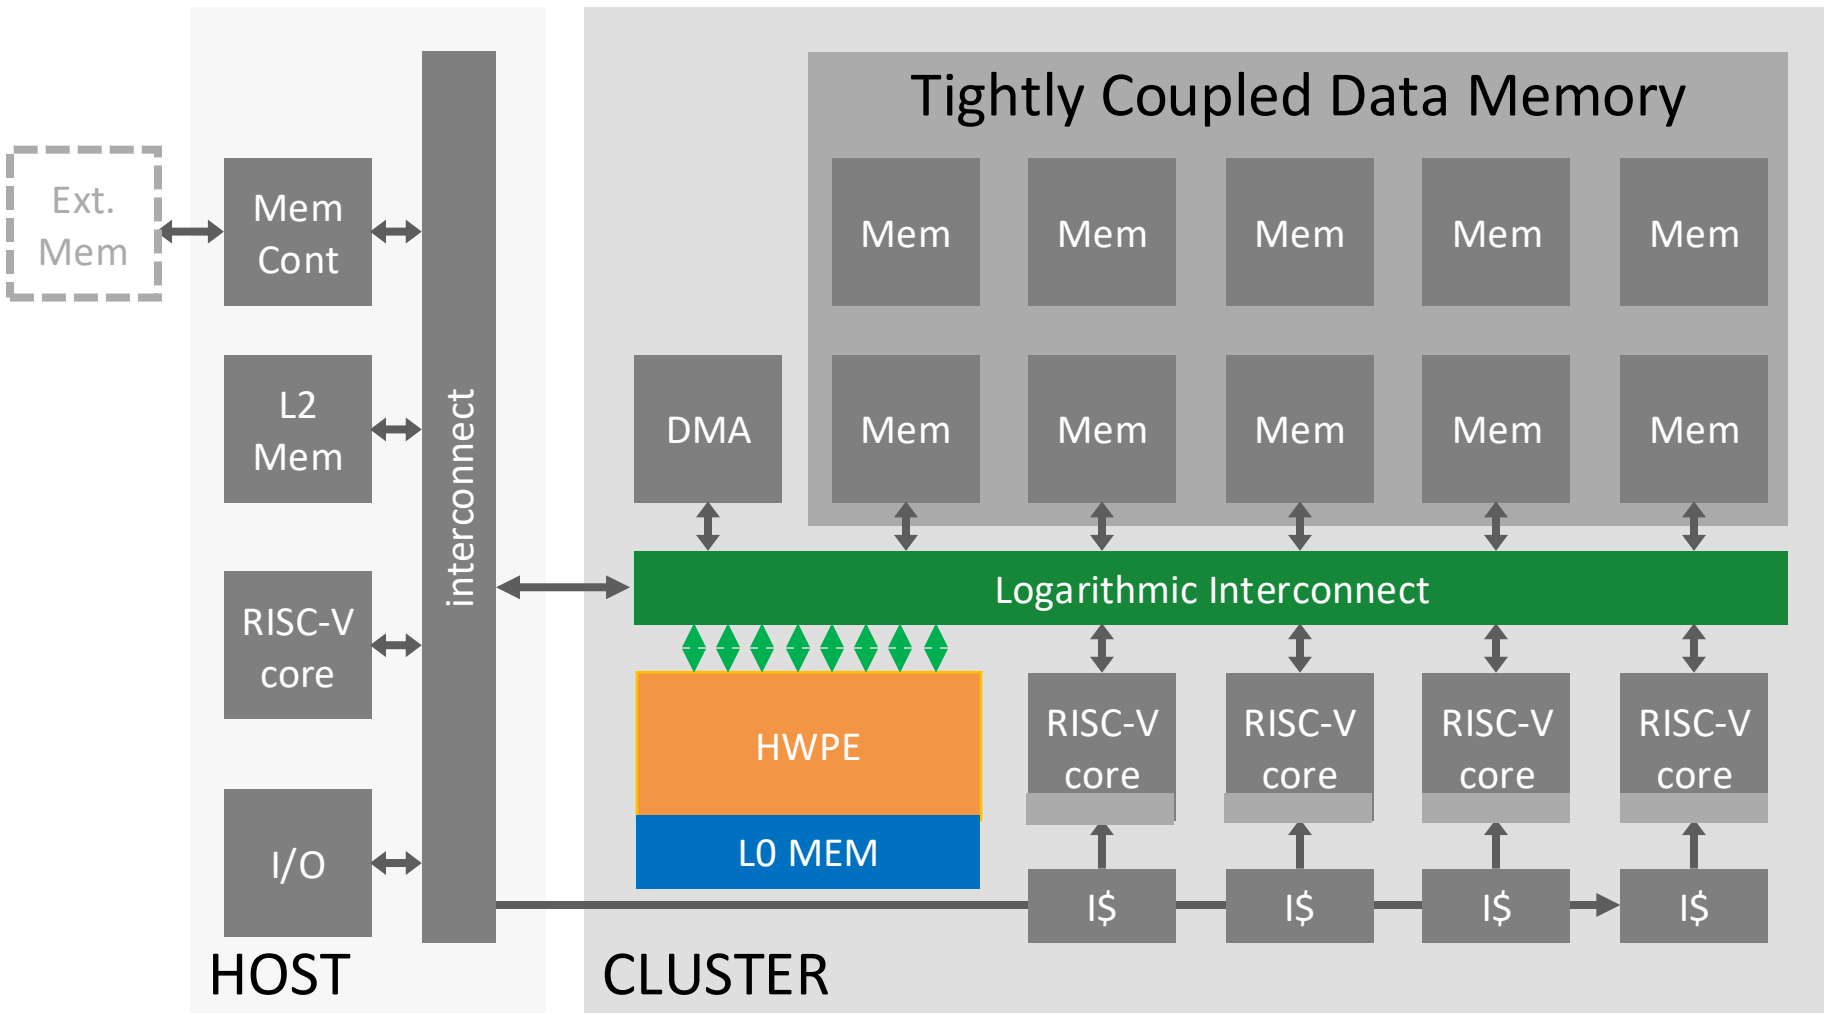 Tightly Coupled Data Memory
Ext.
Mem
Mem
Cont
Mem
Mem
Mem
Mem
Mem
L2
Mem
interconnect
DMA
Mem
Mem
Mem
Mem
Mem
Logarithmic Interconnect
RISC-V
core
HWPE
RISC-V
core
RISC-V
core
RISC-V
core
RISC-V
core
L0 MEM
I/O
I$
I$
I$
I$
HOST
CLUSTER